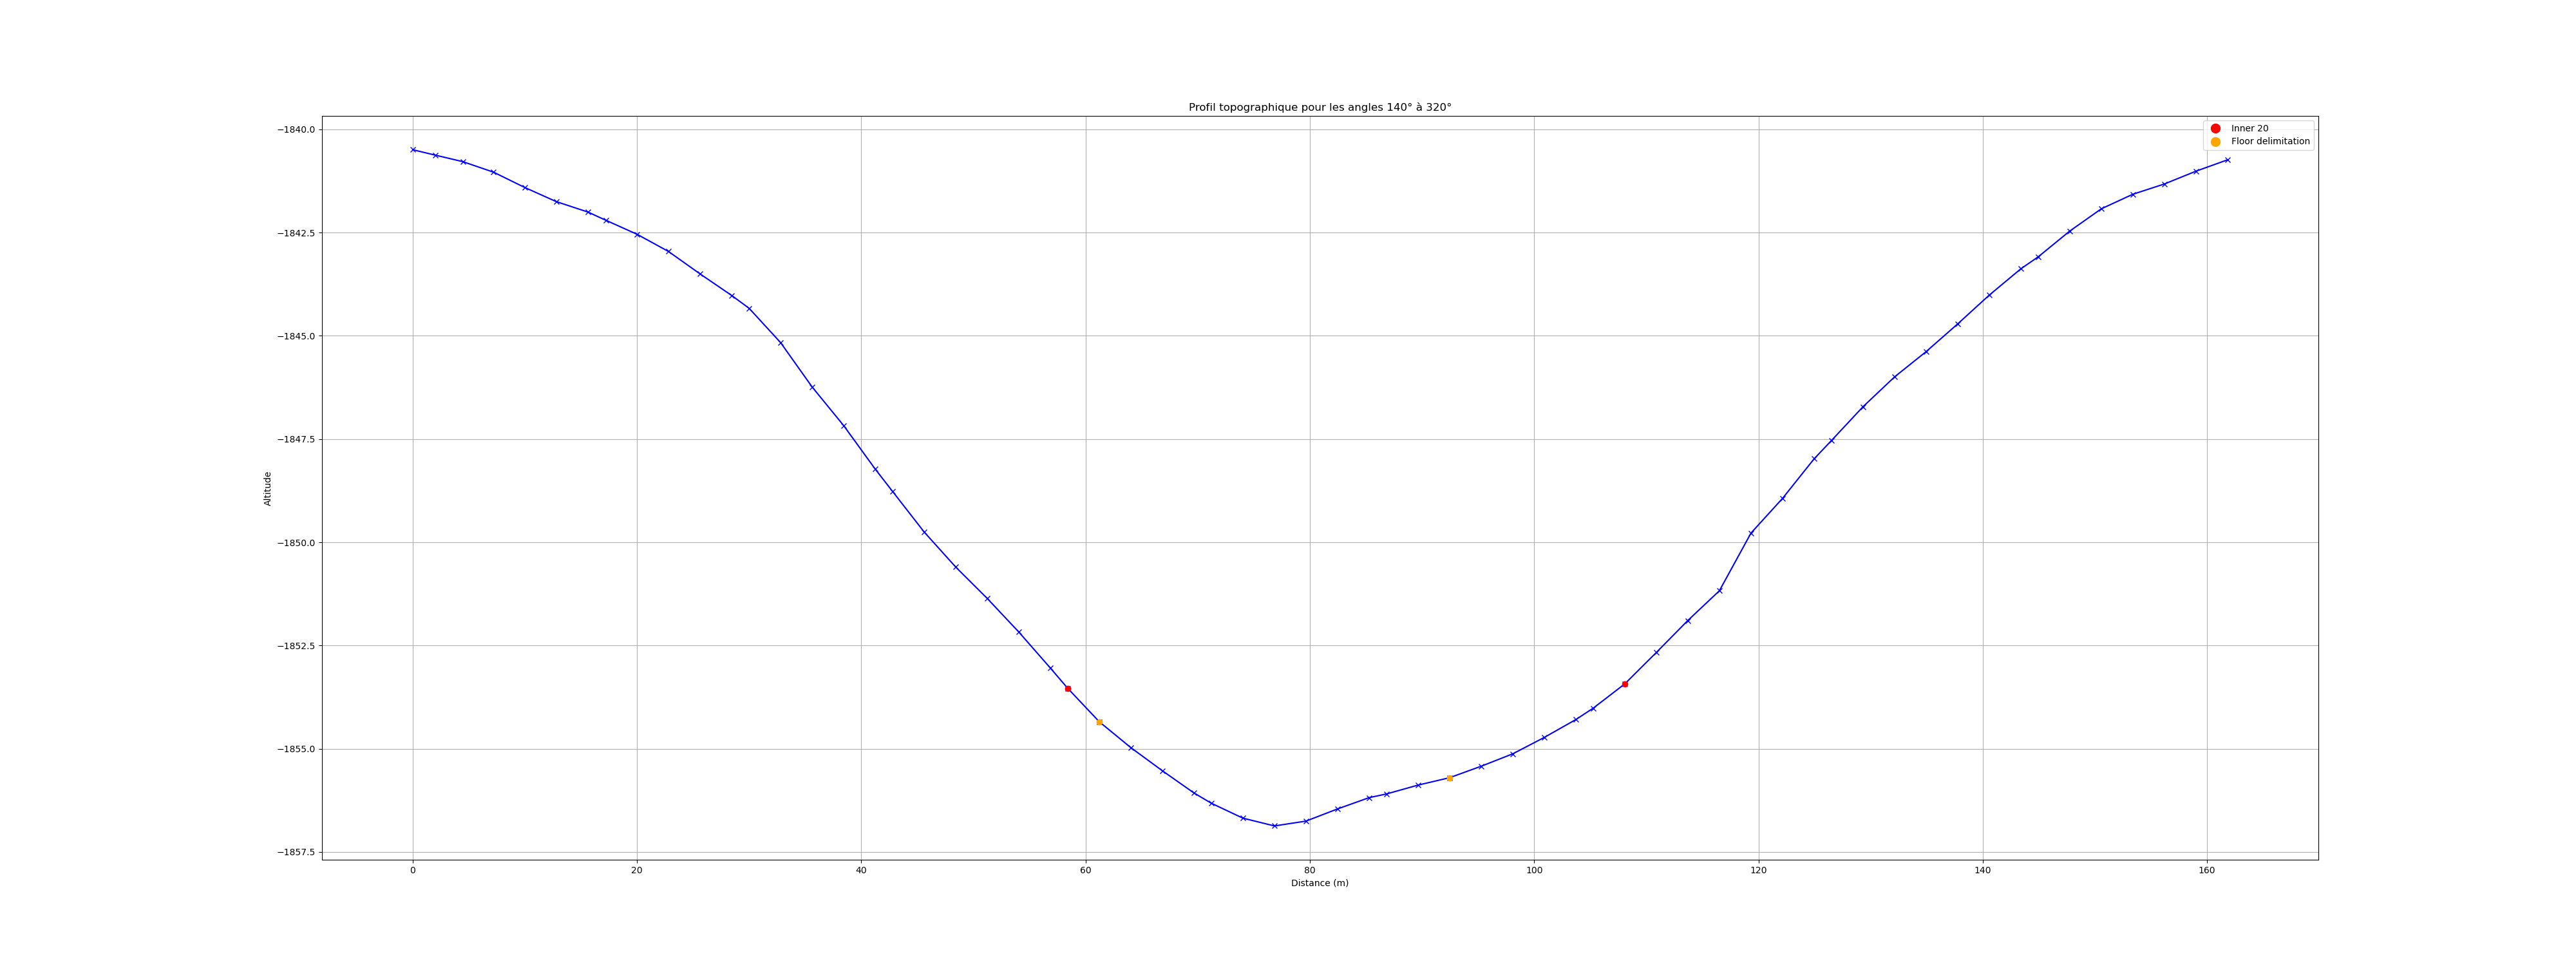 Profil topographique pour les angles 140° à 320°
Inner 20
Floor delimitation
Altitude
−1840.0
−1842.5
−1845.0
−1847.5
−1850.0
−1852.5
−1855.0
−1857.5
0 20 40 60 80 100 120 140 160
Distance (m)